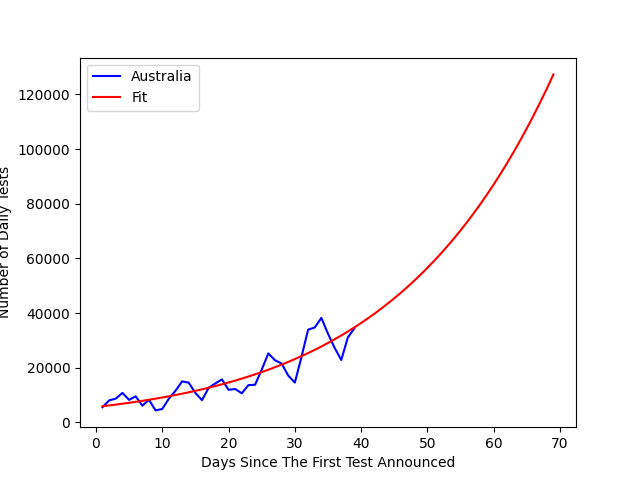 Australia
Fit
120000
100000
80000
60000
40000
20000
0
Number of Daily Tests
0 10 20 30 40 50 60 70
Days Since The First Test Announced